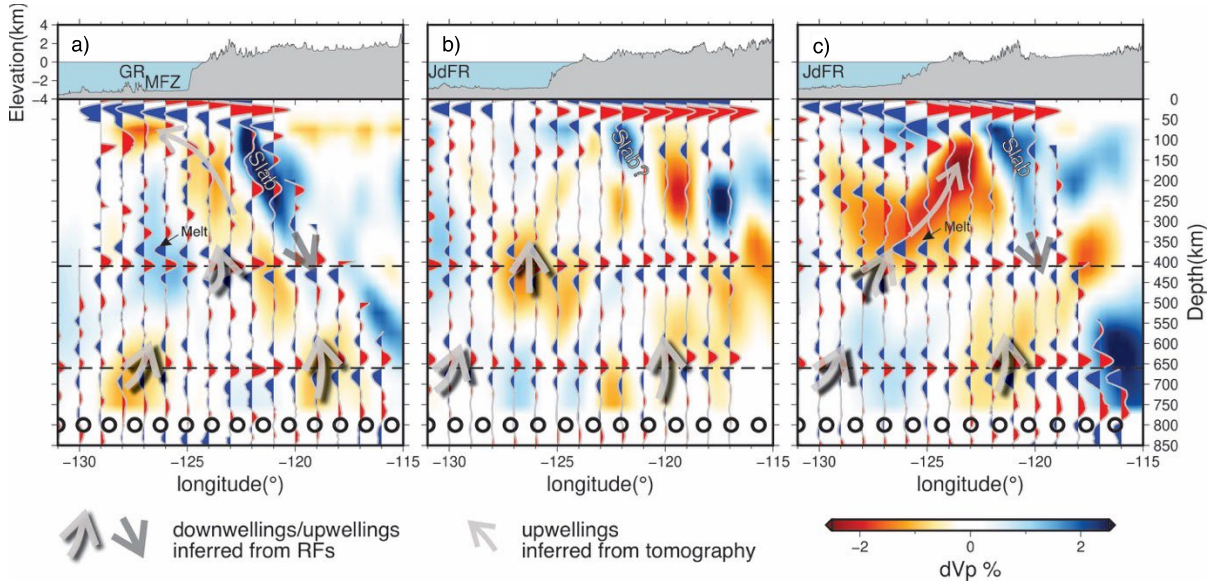 Elevation(km)
4
2
0
−2
−4
a)
GR
MFZ
b)
JdFR
c)
JdFR
Slab
Melt
Slab?
Slab
Melt
0
50
100
150
200
250
300
350
400
450
500
550
600
650
700
750
800
850
Depth(km)
−130
−125
−120
−115
longitude(°)
−130
−125
−120
−115
longitude(°)
−130
−125
−120
−115
longitude(°)
downwellings/upwellings
inferred from RFs
upwellings
inferred from tomography
−2
0
2
dVp %